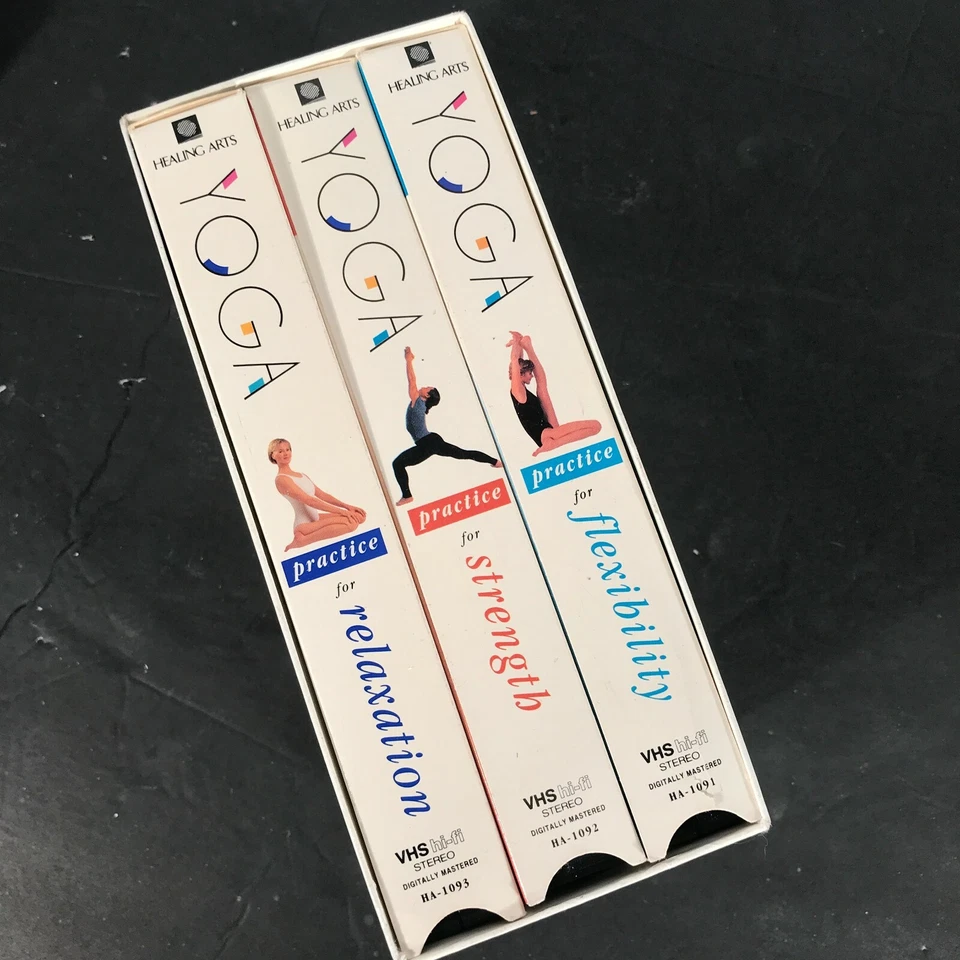 HEALING ARTS
YOGA
practice
for
relaxation
VHS hi-fi
STEREO
DIGITALLY MASTERED
HA-1093
HEALING ARTS
YOGA
practice
for
strength
VHS hi-fi
STEREO
DIGITALLY MASTERED
HA-1092
HEALING ARTS
YOGA
practice
for
flexibility
VHS hi-fi
STEREO
DIGITALLY MASTERED
HA-1091